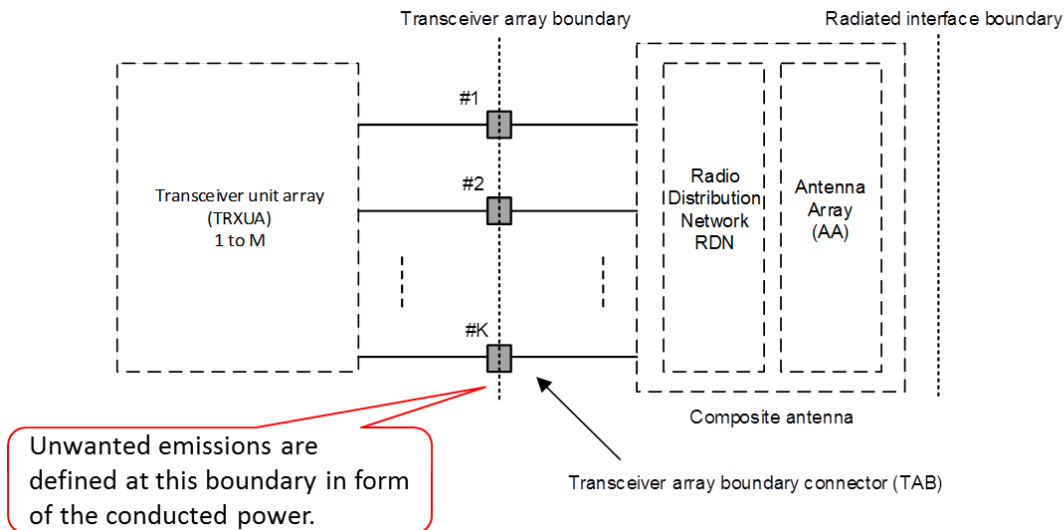 Transceiver array boundary
Radiated interface boundary
#1
#2
#K
Transceiver unit array
(TRXUA)
1 to M
Radio
Distribution
Network
RDN
Antenna
Array
(AA)
Composite antenna
Transceiver array boundary connector (TAB)
Unwanted emissions are
defined at this boundary in form
of the conducted power.